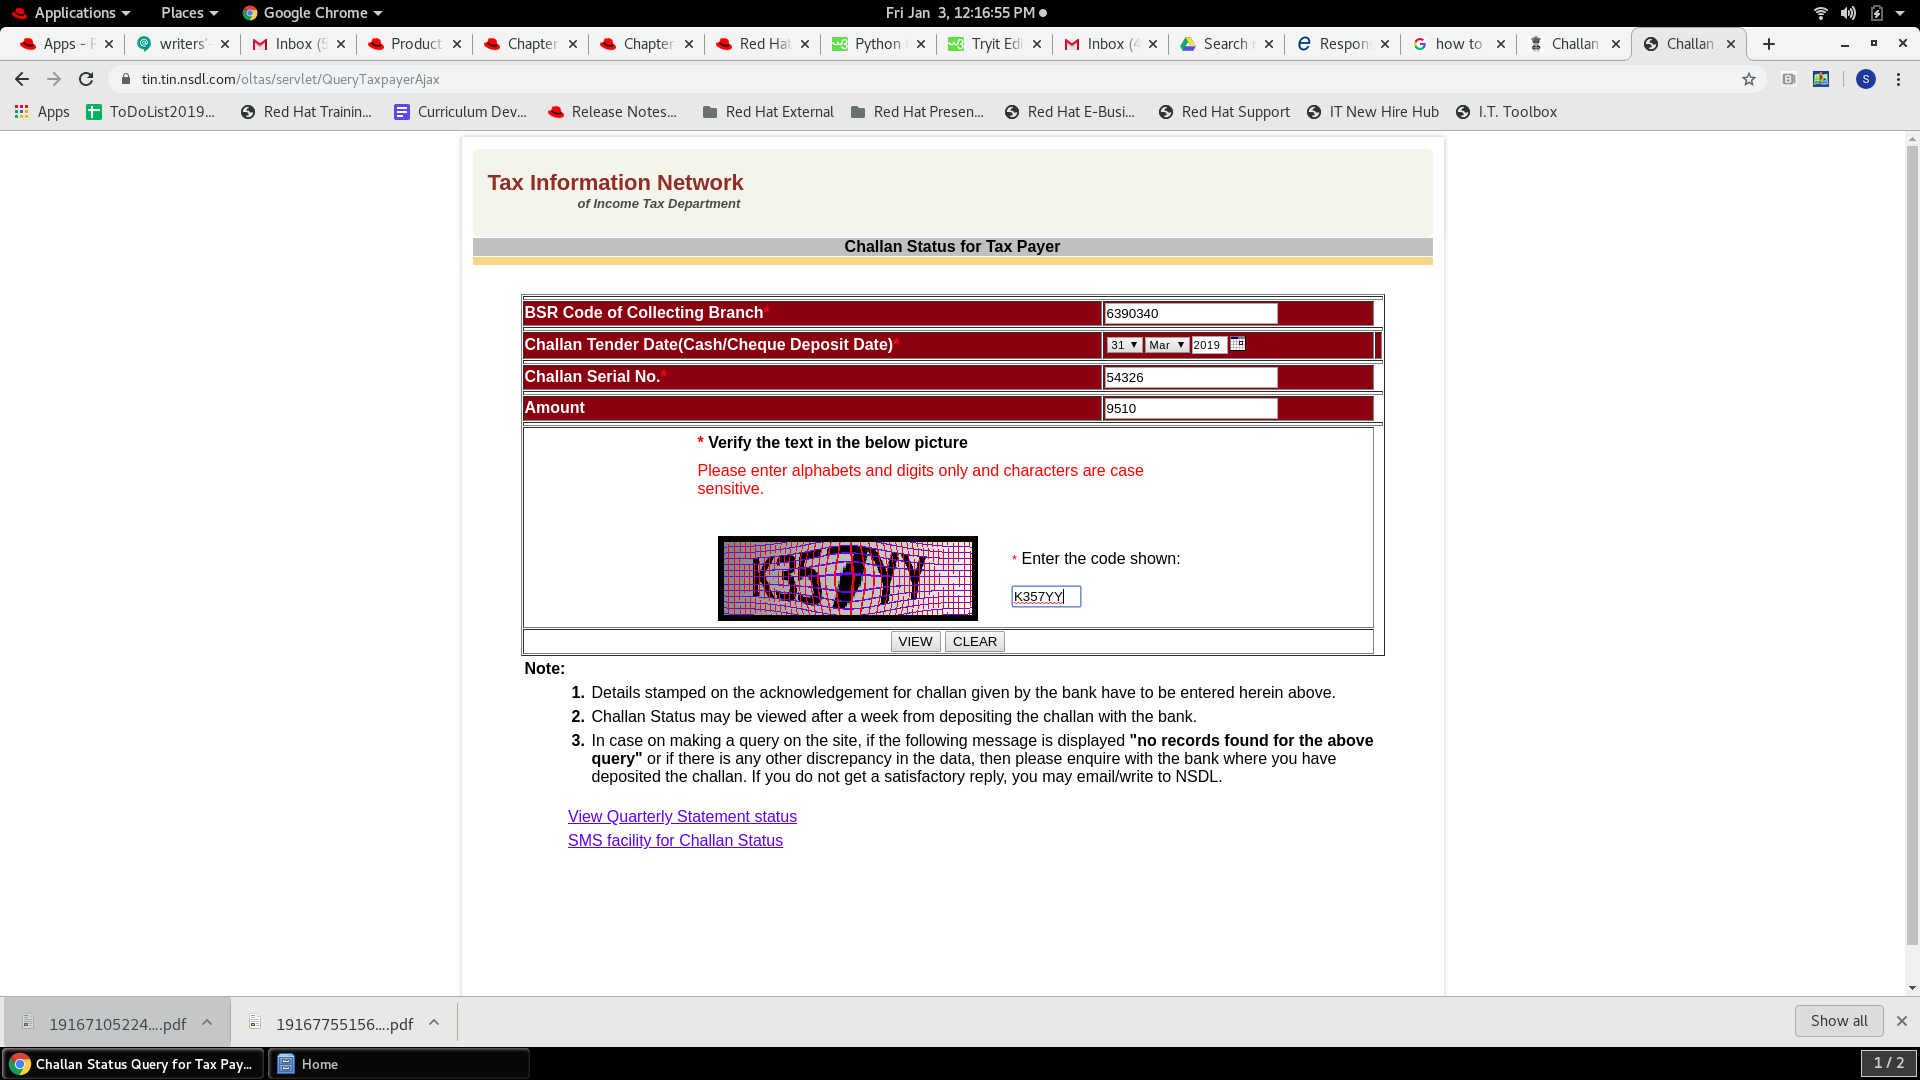 Applications Places Google Chrome Fri Jan 3, 12:16:55 PM
Apps - R writers'- Inbox (5 Product Chapter Chapter Red Hat Python Tryit Edi Inbox (4 Search Respon how to Challan Challan
tin.tin.nsdl.com/oltas/servlet/QueryTaxpayerAjax S
Apps ToDoList2019... Red Hat Trainin... Curriculum Dev... Release Notes... Red Hat External Red Hat Presen... Red Hat E-Busi... Red Hat Support IT New Hire Hub I.T. Toolbox
Tax Information Network
of Income Tax Department
Challan Status for Tax Payer
BSR Code of Collecting Branch* 6390340
Challan Tender Date(Cash/Cheque Deposit Date)* 31 Mar 2019
Challan Serial No.* 54326
Amount 9510
* Verify the text in the below picture
Please enter alphabets and digits only and characters are case
sensitive.
* Enter the code shown:
K357YY
VIEW CLEAR
Note:
1. Details stamped on the acknowledgement for challan given by the bank have to be entered herein above.
2. Challan Status may be viewed after a week from depositing the challan with the bank.
3. In case on making a query on the site, if the following message is displayed "no records found for the above
query" or if there is any other discrepancy in the data, then please enquire with the bank where you have
deposited the challan. If you do not get a satisfactory reply, you may email/write to NSDL.
View Quarterly Statement status
SMS facility for Challan Status
19167105224....pdf 19167755156....pdf Show all
Challan Status Query for Tax Pay... Home 1 / 2